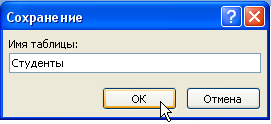 Сохранение
Имя таблицы:
Студенты
ОК
Отмена